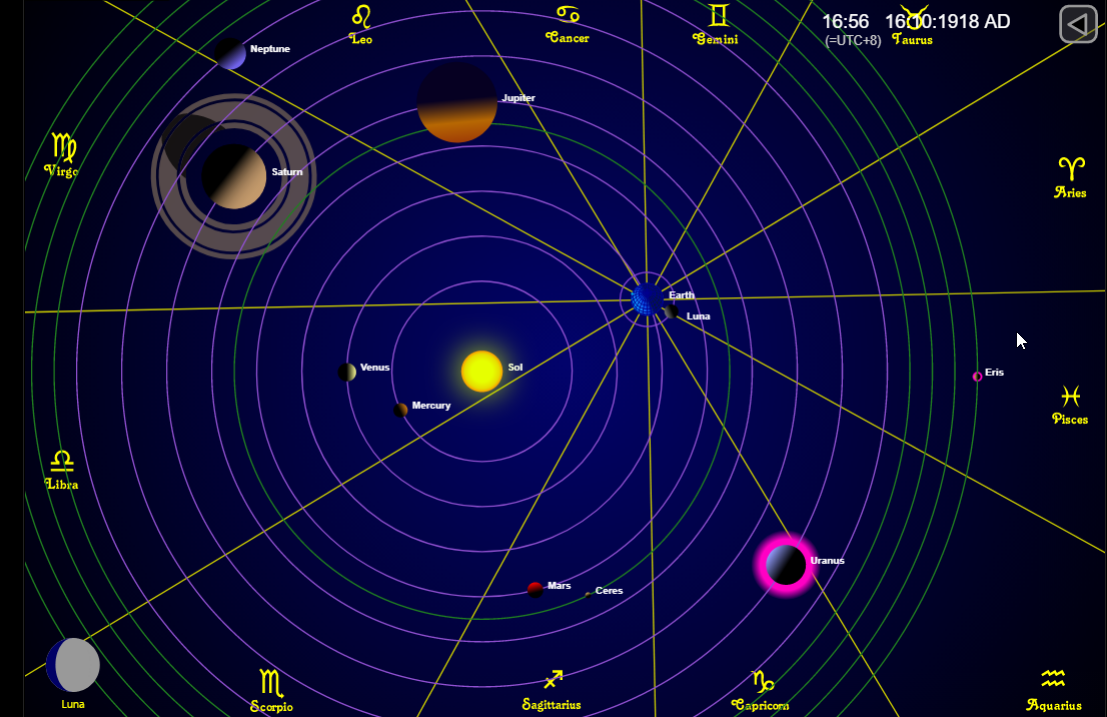 Leo
Cancer
Gemini
16:56 16:10:1918 AD
(=UTC+8)
Taurus
Neptune
Jupiter
Virgo
Saturn
Aries
Earth
Luna
Venus
Sol
Eris
Mercury
Pisces
Libra
Uranus
Mars
Ceres
Luna
Scorpio
Sagittarius
Capricorn
Aquarius